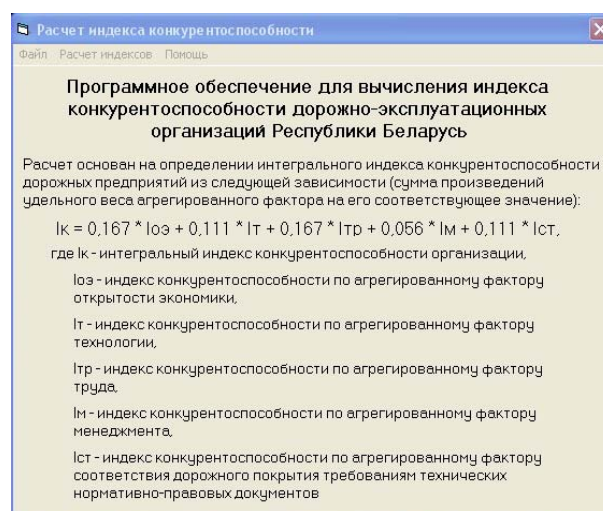 Расчет индекса конкурентоспособности
Файл Расчет индексов Помощь
Программное обеспечение для вычисления индекса
конкурентоспособности дорожно-эксплуатационных
организаций Республики Беларусь
Расчет основан на определении интегрального индекса конкурентоспособности
дорожных предприятий из следующей зависимости (сумма произведений
удельного веса агрегированного фактора на его соответствующее значение):
Iк = 0,167 * Iоэ + 0,111 * Iт + 0,167 * Iтр + 0,056 * Iм + 0,111 * Iст,
где Iк - интегральный индекс конкурентоспособности организации,
Iоэ - индекс конкурентоспособности по агрегированному фактору
открытости экономики,
Iт - индекс конкурентоспособности по агрегированному фактору
технологии,
Iтр - индекс конкурентоспособности по агрегированному фактору
труда,
Iм - индекс конкурентоспособности по агрегированному фактору
менеджмента,
Iст - индекс конкурентоспособности по агрегированному фактору
соответствия дорожного покрытия требованиям технических
нормативно-правовых документов